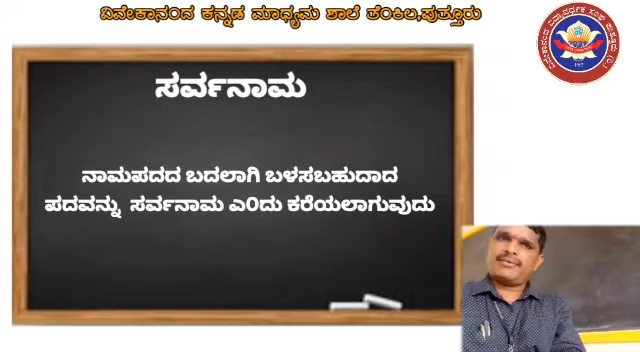 ವಿವೇಕಾನಂದ ಕನ್ನಡ ಮಾಧ್ಯಮ ಶಾಲೆ ತೆಂಕಿಲ,ಪುತ್ತೂರು
ಸರ್ವನಾಮ
ನಾಮಪದದ ಬದಲಾಗಿ ಬಳಸಬಹುದಾದ
ಪದವನ್ನು ಸರ್ವನಾಮ ಎಂದು ಕರೆಯಲಾಗುವುದು